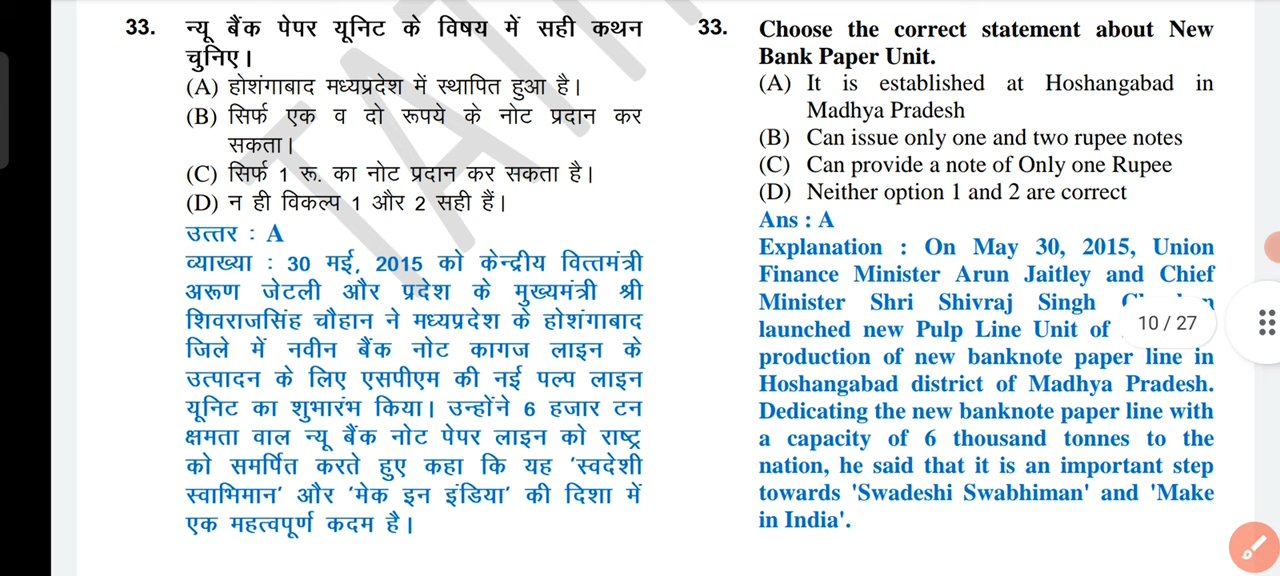 33. न्यू बैंक पेपर यूनिट के विषय में सही कथन
चुनिए।
(A) होशंगाबाद मध्यप्रदेश में स्थापित हुआ है।
(B) सिर्फ एक व दो रूपये के नोट प्रदान कर
सकता।
(C) सिर्फ 1 रू. का नोट प्रदान कर सकता है।
(D) न ही विकल्प 1 और 2 सही हैं।
उत्तर : A
व्याख्या : 30 मई, 2015 को केन्द्रीय वित्तमंत्री
अरूण जेटली और प्रदेश के मुख्यमंत्री श्री
शिवराजसिंह चौहान ने मध्यप्रदेश के होशंगाबाद
जिले में नवीन बैंक नोट कागज लाइन के
उत्पादन के लिए एसपीएम की नई पल्प लाइन
यूनिट का शुभारंभ किया। उन्होंने 6 हजार टन
क्षमता वाल न्यू बैंक नोट पेपर लाइन को राष्ट्र
को समर्पित करते हुए कहा कि यह 'स्वदेशी
स्वाभिमान' और 'मेक इन इंडिया' की दिशा में
एक महत्वपूर्ण कदम है।
33. Choose the correct statement about New
Bank Paper Unit.
(A) It is established at Hoshangabad in
Madhya Pradesh
(B) Can issue only one and two rupee notes
(C) Can provide a note of Only one Rupee
(D) Neither option 1 and 2 are correct
Ans : A
Explanation : On May 30, 2015, Union
Finance Minister Arun Jaitley and Chief
Minister Shri Shivraj Singh
launched new Pulp Line Unit of
production of new banknote paper line in
Hoshangabad district of Madhya Pradesh.
Dedicating the new banknote paper line with
a capacity of 6 thousand tonnes to the
nation, he said that it is an important step
towards 'Swadeshi Swabhiman' and 'Make
in India'.
10 / 27